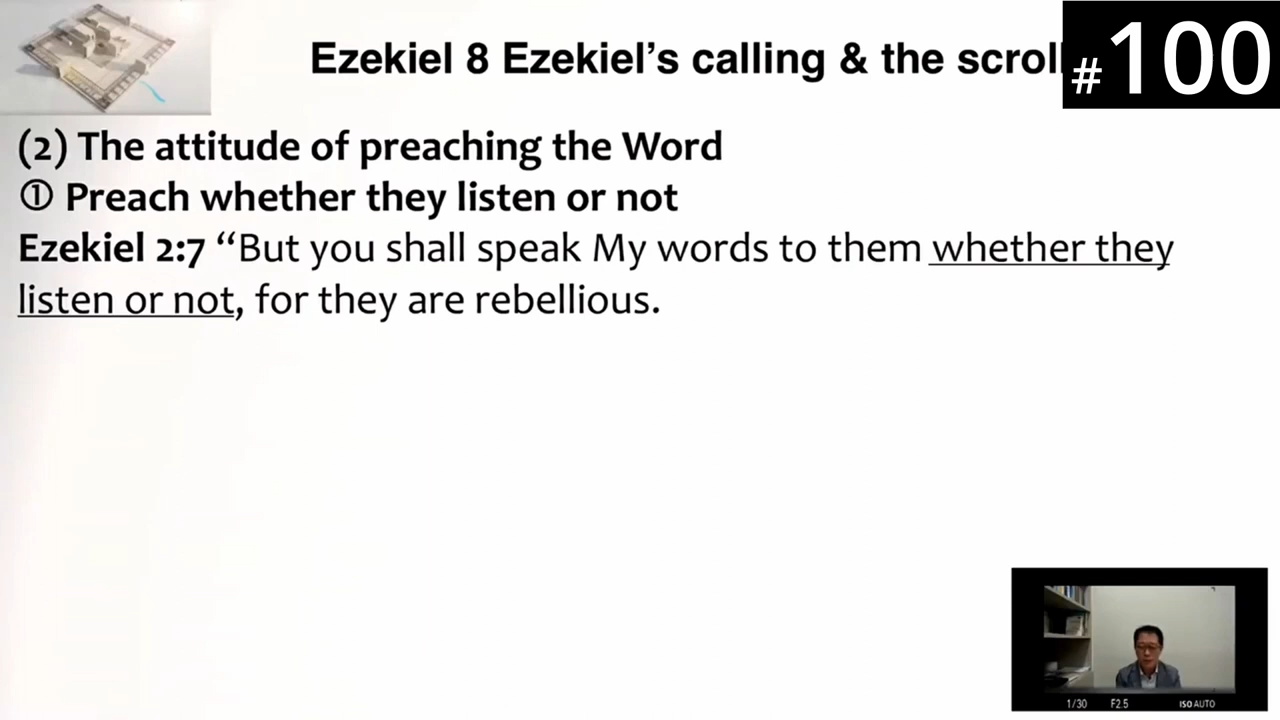 Ezekiel 8 Ezekiel’s calling & the scroll
#100
(2) The attitude of preaching the Word
① Preach whether they listen or not
Ezekiel 2:7 “But you shall speak My words to them whether they
listen or not, for they are rebellious.
1/30 F2.5 ISO AUTO